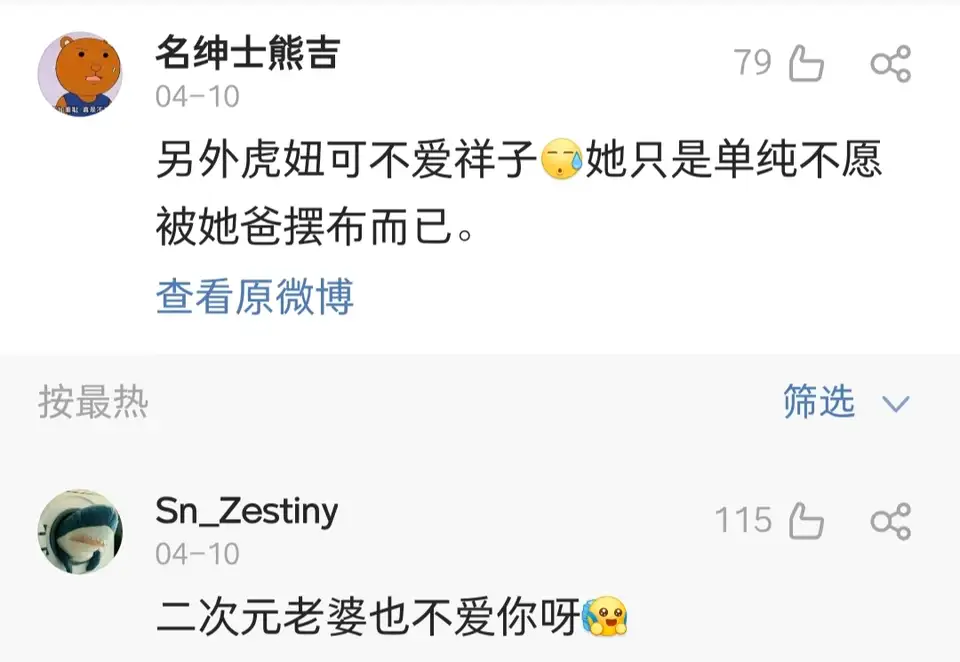 名绅士熊吉
79
04-10
另外虎妞可不爱祥子😓她只是单纯不愿
被她爸摆布而已。
查看原微博
按最热
筛选
Sn_Zestiny
115
04-10
二次元老婆也不爱你呀🤗